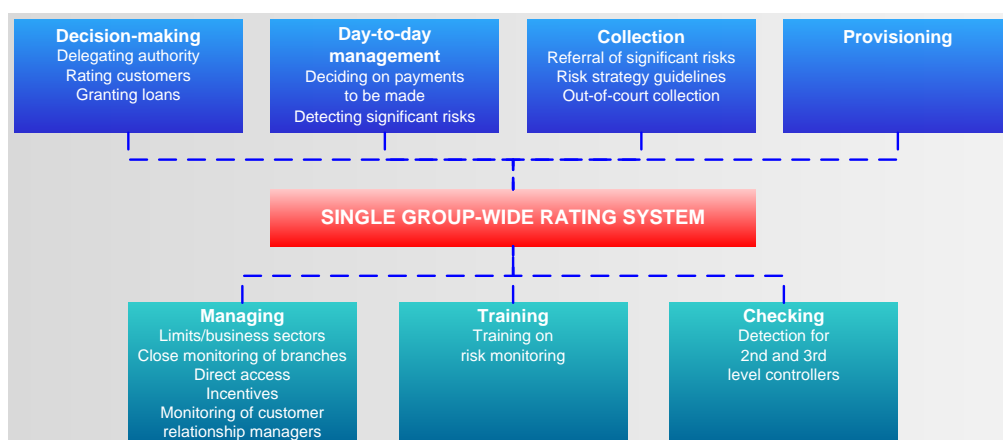 Decision-making
Delegating authority
Rating customers
Granting loans
Day-to-day
management
Deciding on payments
to be made
Detecting significant risks
Collection
Referral of significant risks
Risk strategy guidelines
Out-of-court collection
Provisioning
SINGLE GROUP-WIDE RATING SYSTEM
Managing
Limits/business sectors
Close monitoring of branches
Direct access
Incentives
Monitoring of customer
relationship managers
Training
Training on
risk monitoring
Checking
Detection for
2nd and 3rd
level controllers